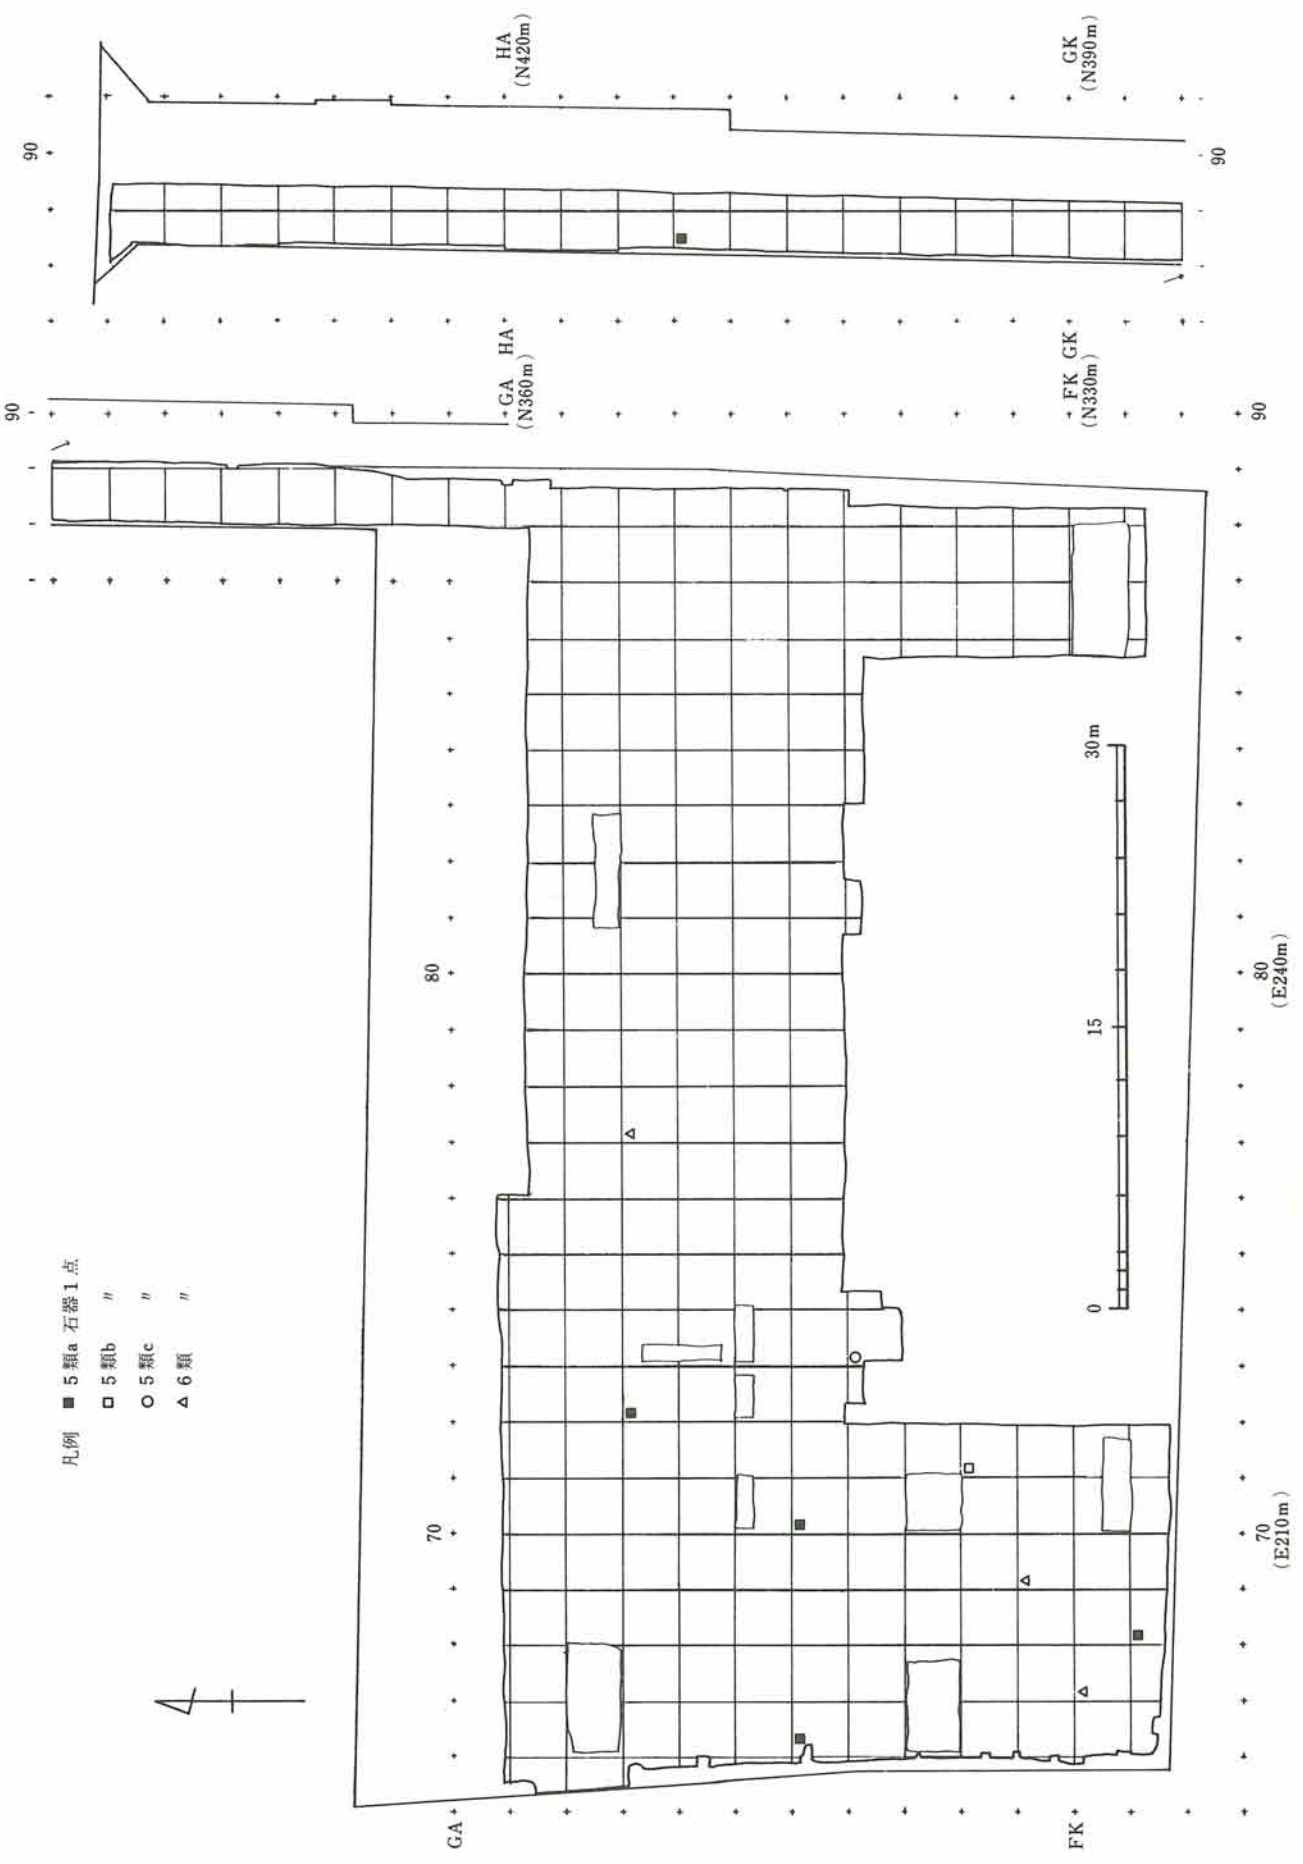 凡例 ■ 5類a 石器1点
□ 5類b 〃
○ 5類c 〃
△ 6類 〃
90
HA
(N420m)
GK
(N390m)
90
90
GA HA
(N360m)
FK GK
(N330m)
90
80
80
(E240m)
0 15 30m
70
70
(E210m)
GA
FK